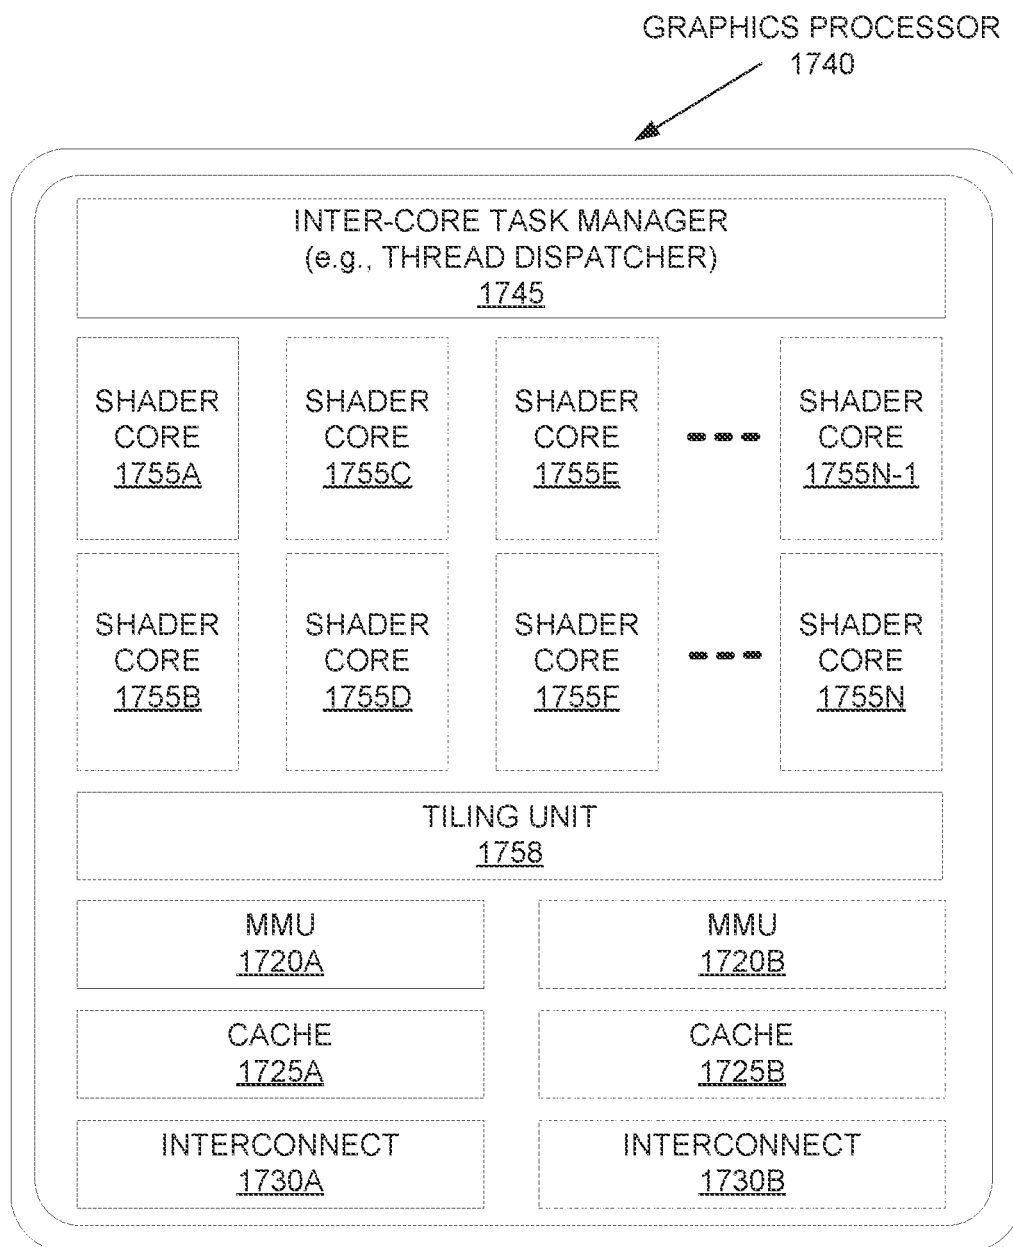 GRAPHICS PROCESSOR
1740
INTER-CORE TASK MANAGER
(e.g., THREAD DISPATCHER)
1745
SHADER
CORE
1755A
SHADER
CORE
1755C
SHADER
CORE
1755E
SHADER
CORE
1755N-1
SHADER
CORE
1755B
SHADER
CORE
1755D
SHADER
CORE
1755F
SHADER
CORE
1755N
TILING UNIT
1758
MMU
1720A
MMU
1720B
CACHE
1725A
CACHE
1725B
INTERCONNECT
1730A
INTERCONNECT
1730B